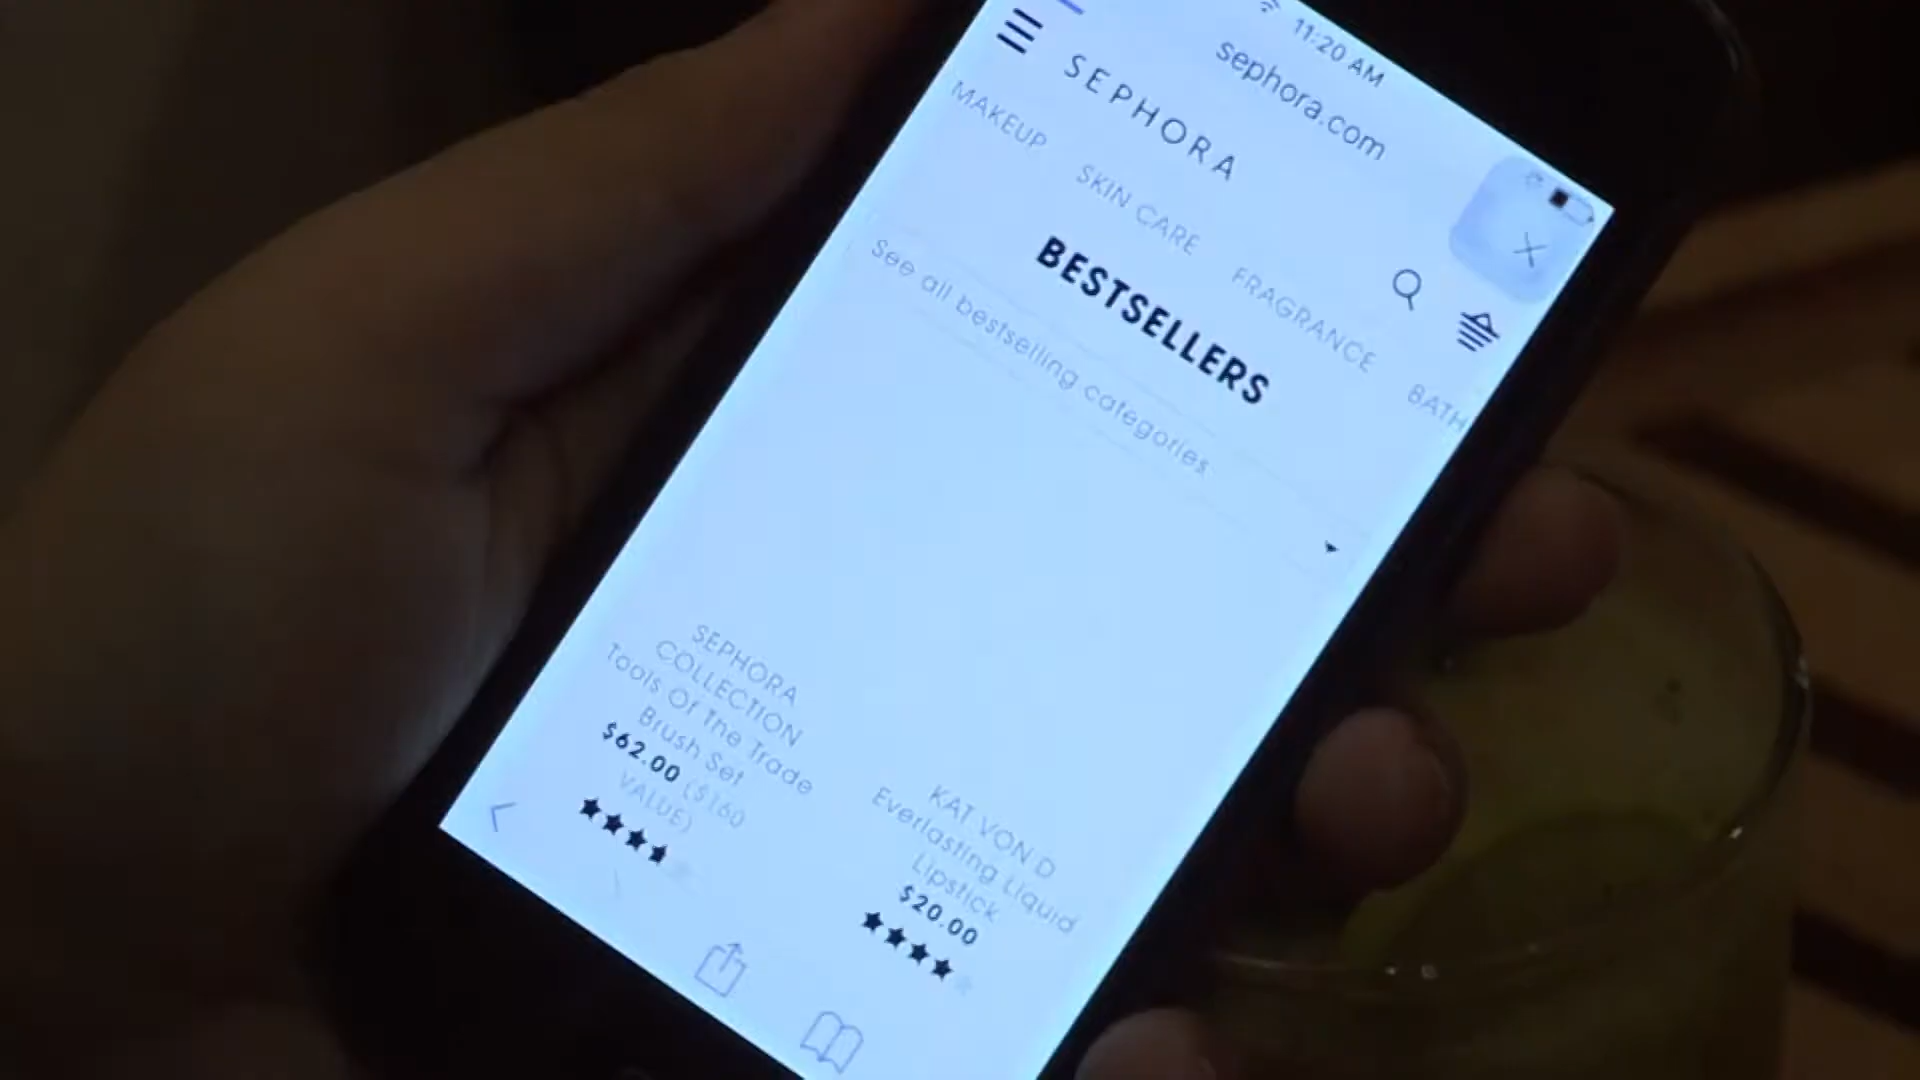 11:20 AM
sephora.com
SEPHORA
MAKEUP SKIN CARE FRAGRANCE BATH
BESTSELLERS
See all bestselling categories
SEPHORA
COLLECTION
Tools Of The Trade
Brush Set
$62.00 ($160
VALUE)
KAT VON D
Everlasting Liquid
Lipstick
$20.00